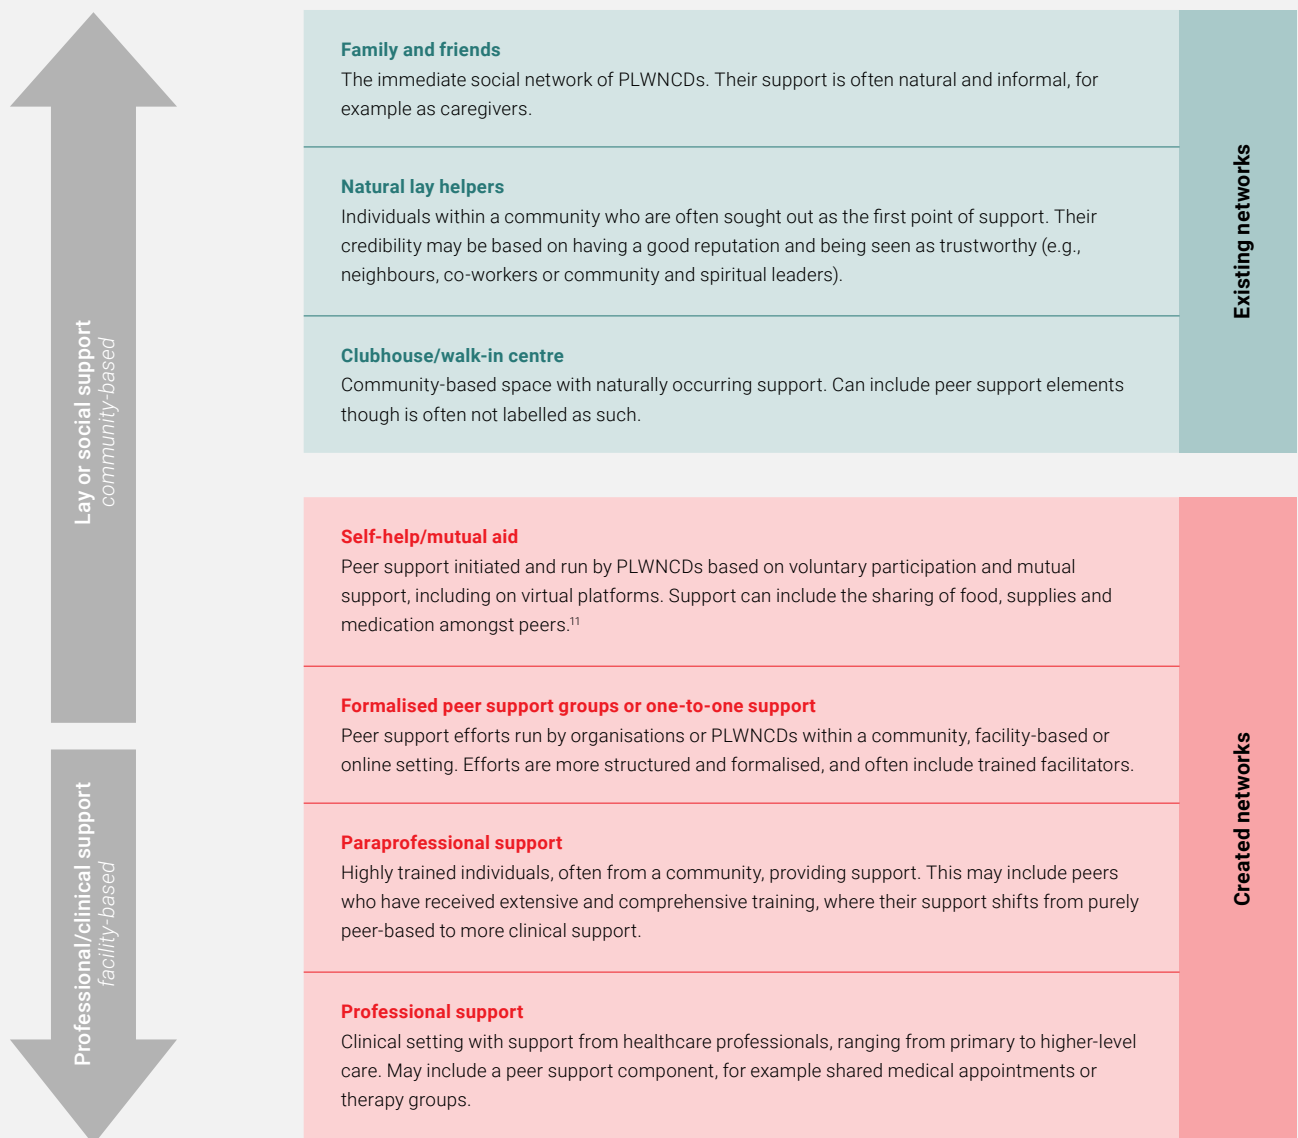 Family and friends
The immediate social network of PLWNCDs. Their support is often natural and informal, for
example as caregivers.
Natural lay helpers
Individuals within a community who are often sought out as the first point of support. Their
credibility may be based on having a good reputation and being seen as trustworthy (e.g.,
neighbours, co-workers or community and spiritual leaders).
Clubhouse/walk-in centre
Community-based space with naturally occurring support. Can include peer support elements
though is often not labelled as such.
Existing networks
Lay or social support
community-based
Self-help/mutual aid
Peer support initiated and run by PLWNCDs based on voluntary participation and mutual
support, including on virtual platforms. Support can include the sharing of food, supplies and
medication amongst peers.¹¹
Formalised peer support groups or one-to-one support
Peer support efforts run by organisations or PLWNCDs within a community, facility-based or
online setting. Efforts are more structured and formalised, and often include trained facilitators.
Paraprofessional support
Highly trained individuals, often from a community, providing support. This may include peers
who have received extensive and comprehensive training, where their support shifts from purely
peer-based to more clinical support.
Professional support
Clinical setting with support from healthcare professionals, ranging from primary to higher-level
care. May include a peer support component, for example shared medical appointments or
therapy groups.
Created networks
Professional/clinical support
facility-based